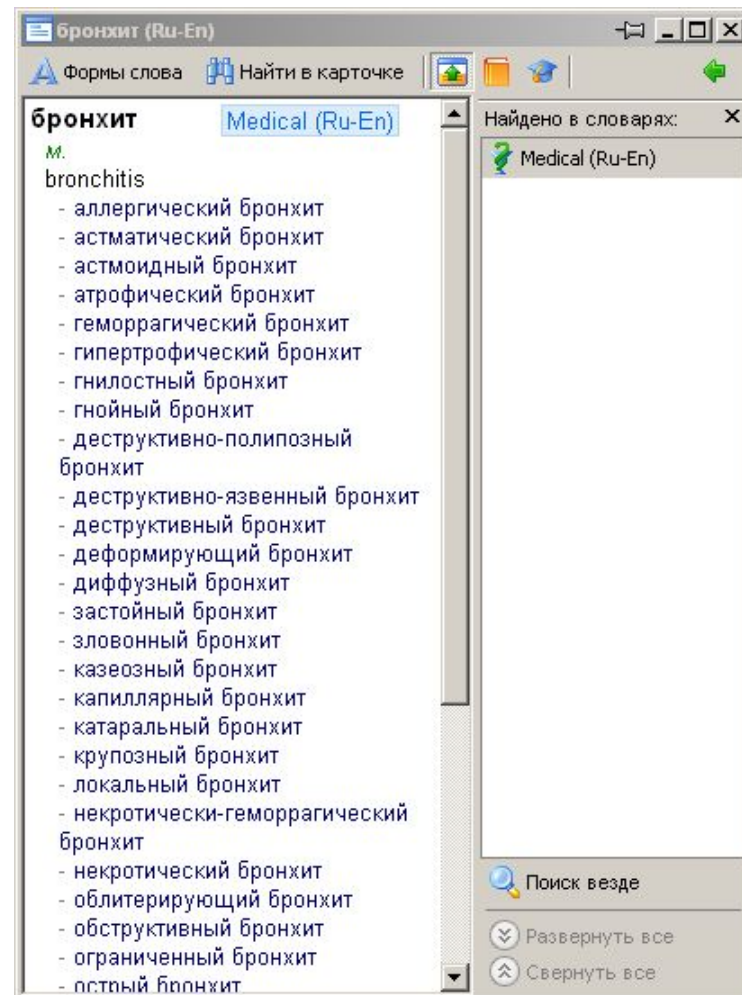 бронхит (Ru-En)
Формы слова Найти в карточке
бронхит Medical (Ru-En)
м.
bronchitis
- аллергический бронхит
- астматический бронхит
- астмоидный бронхит
- атрофический бронхит
- геморрагический бронхит
- гипертрофический бронхит
- гнилостный бронхит
- гнойный бронхит
- деструктивно-полипозный
бронхит
- деструктивно-язвенный бронхит
- деструктивный бронхит
- деформирующий бронхит
- диффузный бронхит
- застойный бронхит
- зловонный бронхит
- казеозный бронхит
- капиллярный бронхит
- катаральный бронхит
- крупозный бронхит
- локальный бронхит
- некротически-геморрагический
бронхит
- некротический бронхит
- облитерирующий бронхит
- обструктивный бронхит
- ограниченный бронхит
- острый бронхит
Найдено в словарях:
Medical (Ru-En)
Поиск везде
Развернуть все
Свернуть все